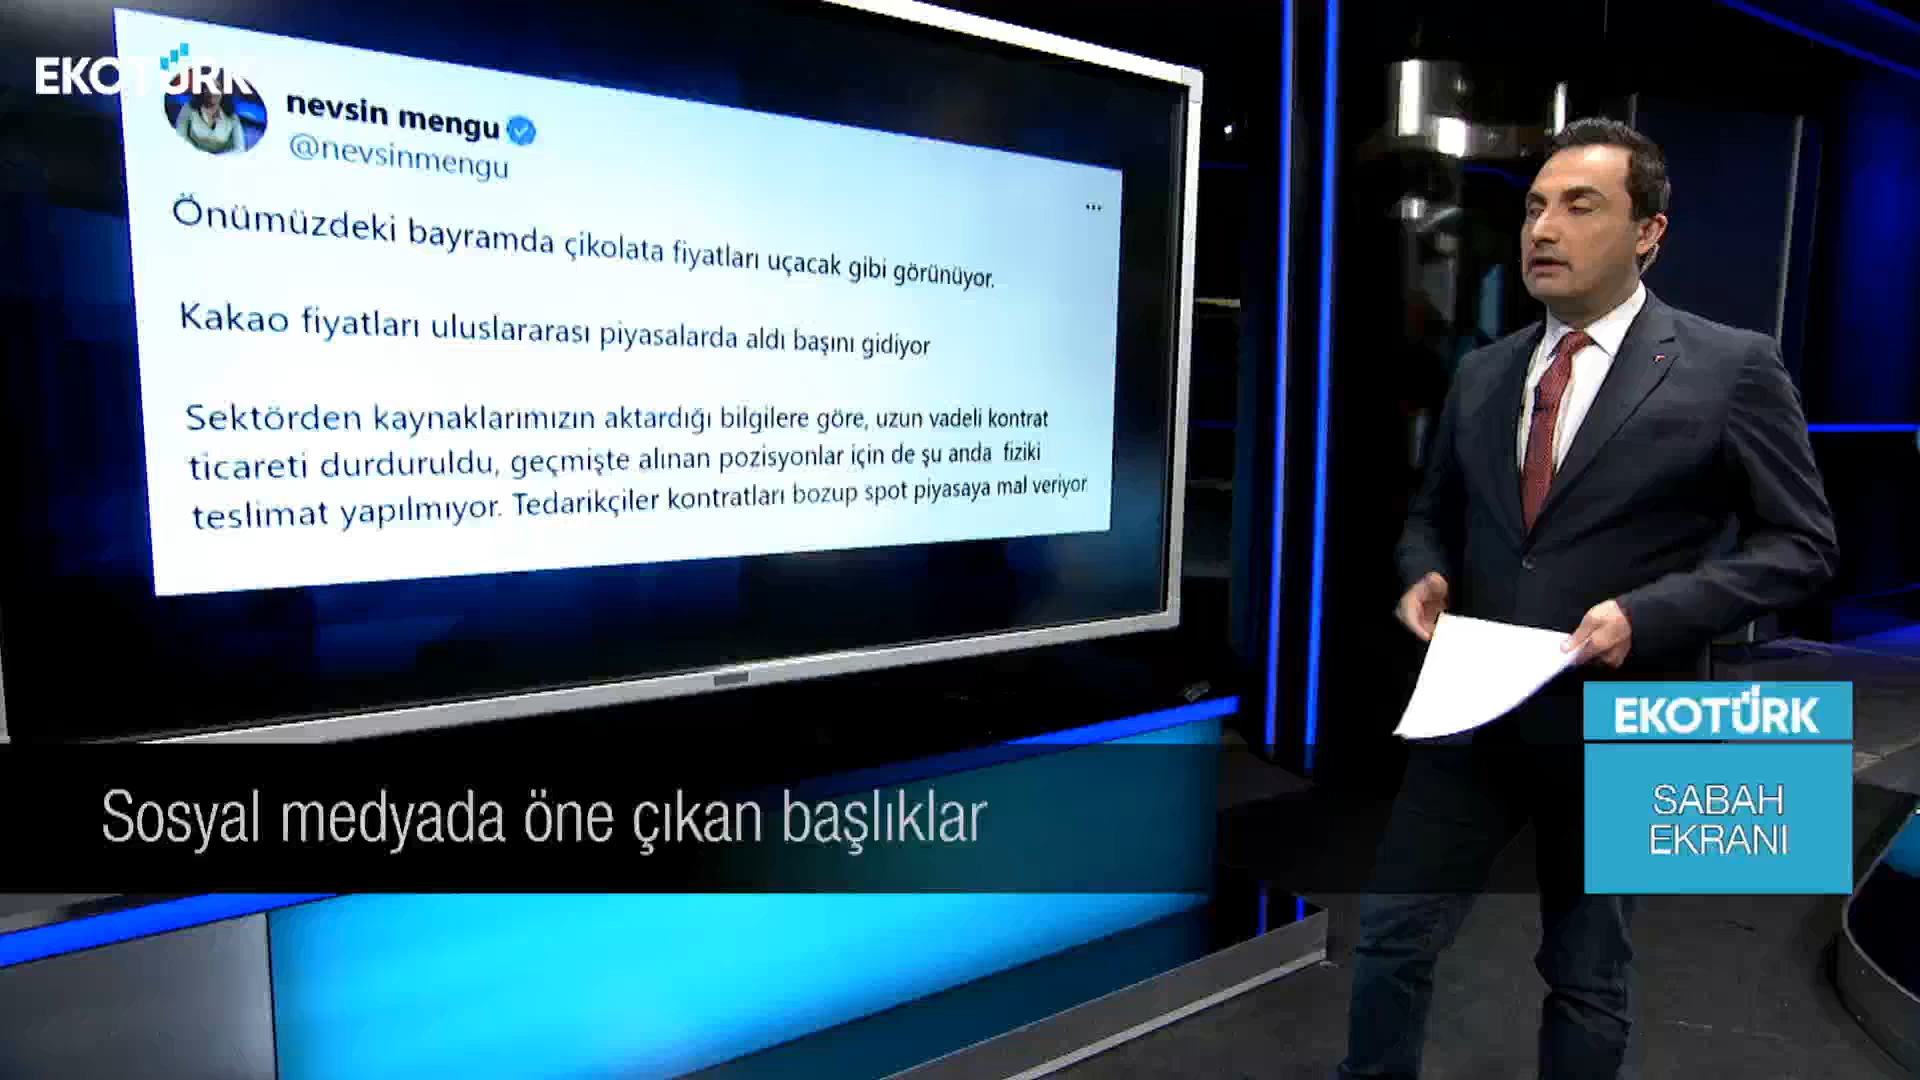 EKOTÜRK
nevsin mengu
@nevsinmengu
Önümüzdeki bayramda çikolata fiyatları uçacak gibi görünüyor.
Kakao fiyatları uluslararası piyasalarda aldı başını gidiyor
Sektörden kaynaklarımızın aktardığı bilgilere göre, uzun vadeli kontrat
ticareti durduruldu, geçmişte alınan pozisyonlar için de şu anda fiziki
teslimat yapılmıyor. Tedarikçiler kontratları bozup spot piyasaya mal veriyor
EKOTÜRK
SABAH
EKRANI
Sosyal medyada öne çıkan başlıklar